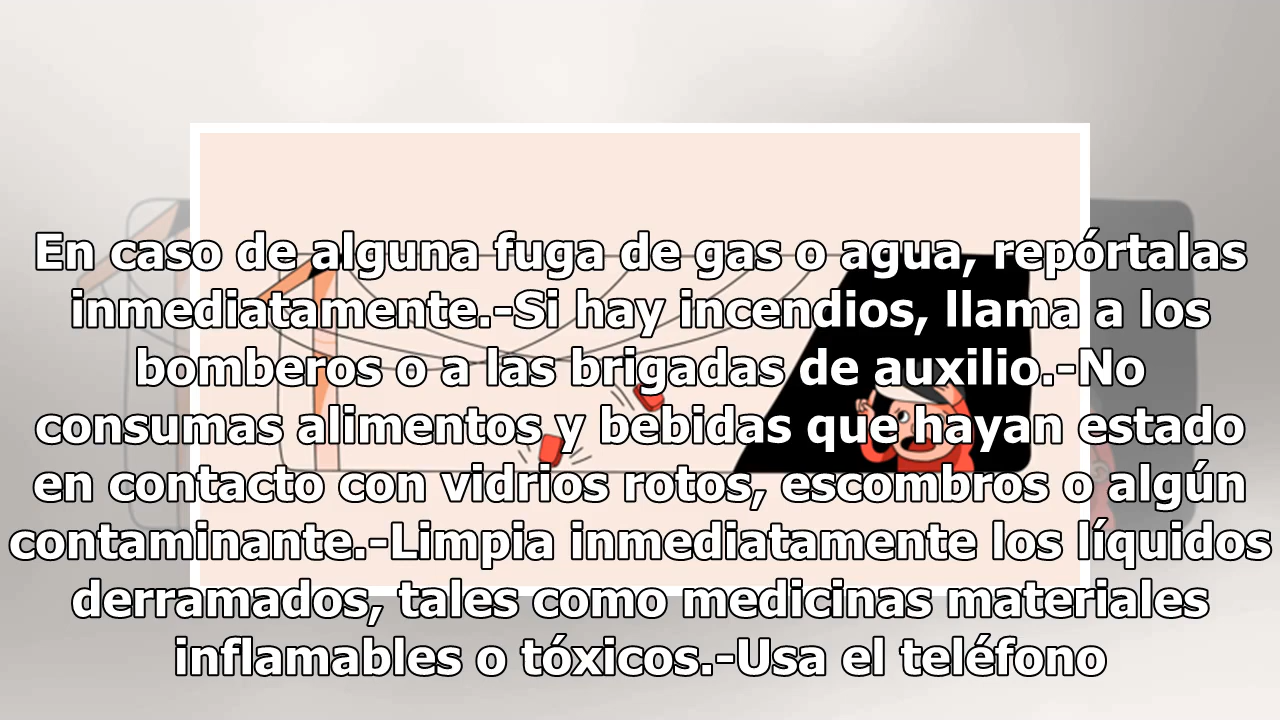 En caso de alguna fuga de gas o agua, repórtalas
inmediatamente.-Si hay incendios, llama a los
bomberos o a las brigadas de auxilio.-No
consumas alimentos y bebidas que hayan estado
en contacto con vidrios rotos, escombros o algún
contaminante.-Limpia inmediatamente los líquidos
derramados, tales como medicinas materiales
inflamables o tóxicos.-Usa el teléfono